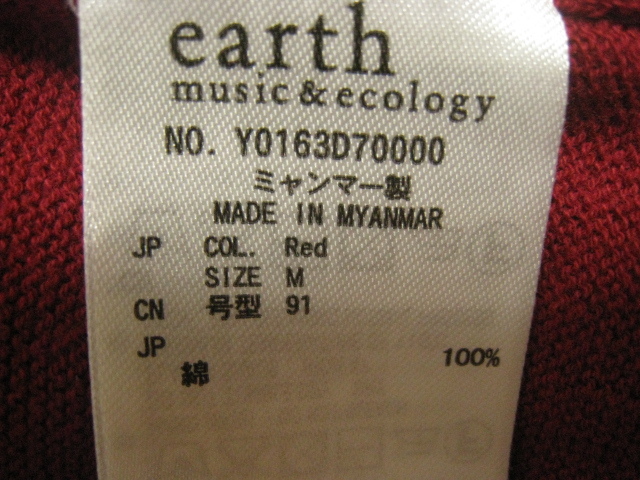 earth
music & ecology
NO. Y0163D70000
ミャンマー製
MADE IN MYANMAR
JP COL. Red
SIZE M
CN 号型 91
JP
綿 100%